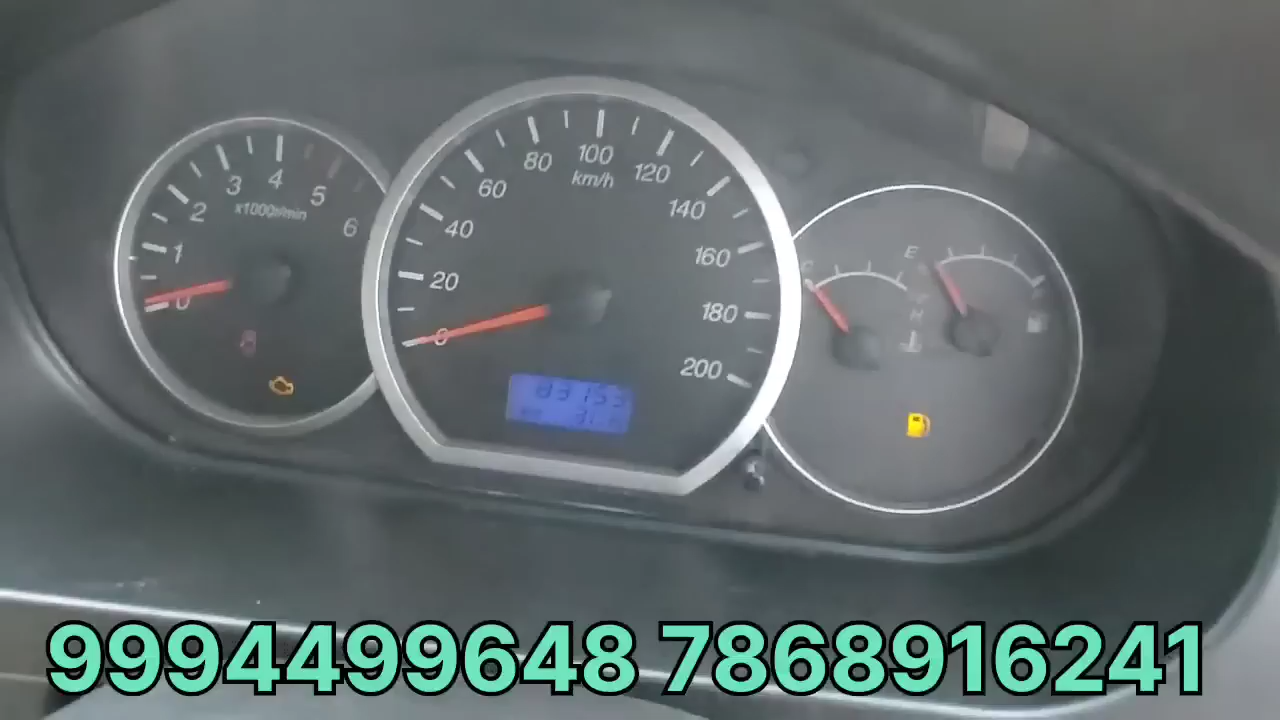 0 1 2 3 4 5 6
x1000r/min
0 20 40 60 80 100 120 140 160 180 200
km/h
83153
C H
E
9994499648 7868916241